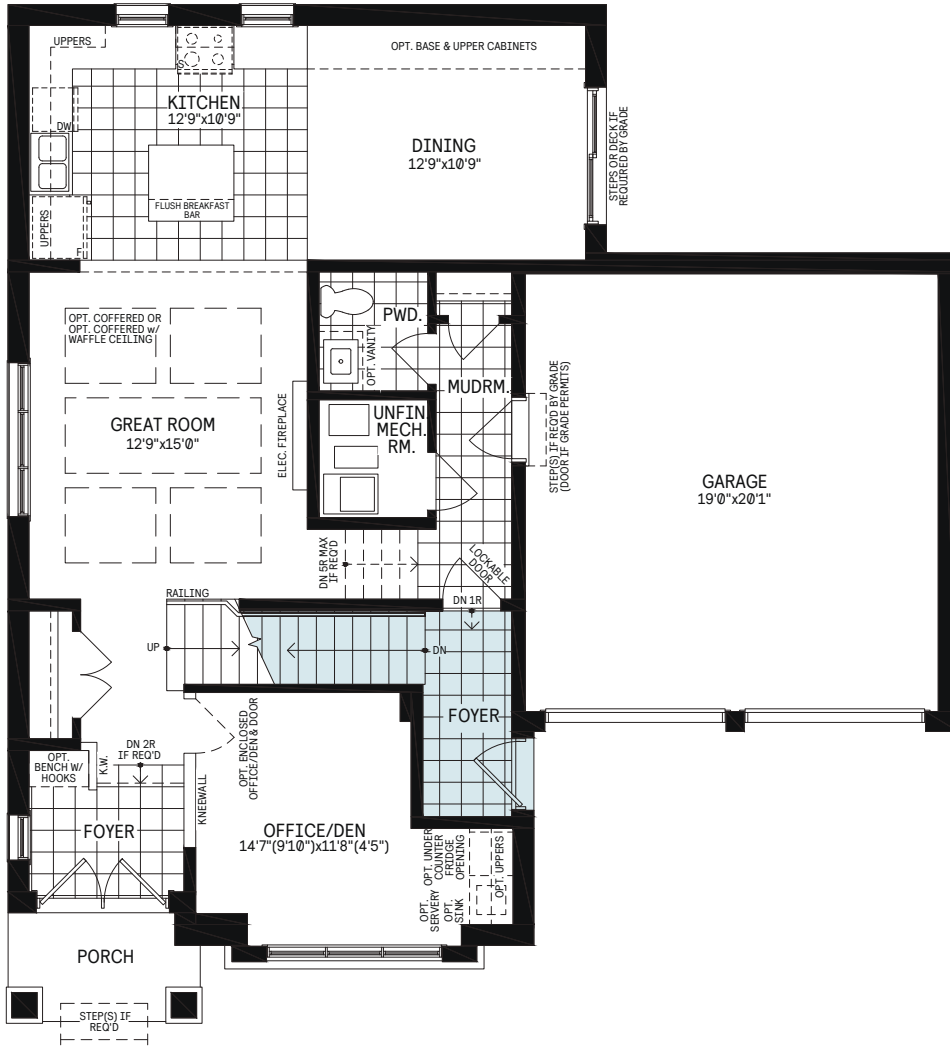 UPPERS
OPT. BASE & UPPER CABINETS
S
KITCHEN
12'9"x10'9"
DW
DINING
12'9"x10'9"
STEPS OR DECK IF
REQUIRED BY GRADE
FLUSH BREAKFAST
BAR
UPPERS
F
OPT. COFFERED OR
OPT. COFFERED w/
WAFFLE CEILING
PWD.
OPT. VANITY
MUDRM.
STEP(S) IF REQ'D BY GRADE
(DOOR IF GRADE PERMITS)
GREAT ROOM
12'9"x15'0"
ELEC. FIREPLACE
UNFIN.
MECH.
RM.
GARAGE
19'0"x20'1"
DN 5R MAX
IF REQ'D
LOCKABLE
DOOR
RAILING
DN 1R
UP
DN
FOYER
OPT.
BENCH W/
HOOKS
K.W.
DN 2R
IF REQ'D
OPT. ENCLOSED
OFFICE/DEN & DOOR
KNEEWALL
FOYER
OFFICE/DEN
14'7"(9'10")x11'8"(4'5")
OPT. UNDER
COUNTER
FRIDGE
OPENING
OPT. UPPERS
OPT.
SERVERY
OPT.
SINK
PORCH
STEP(S) IF
REQ'D